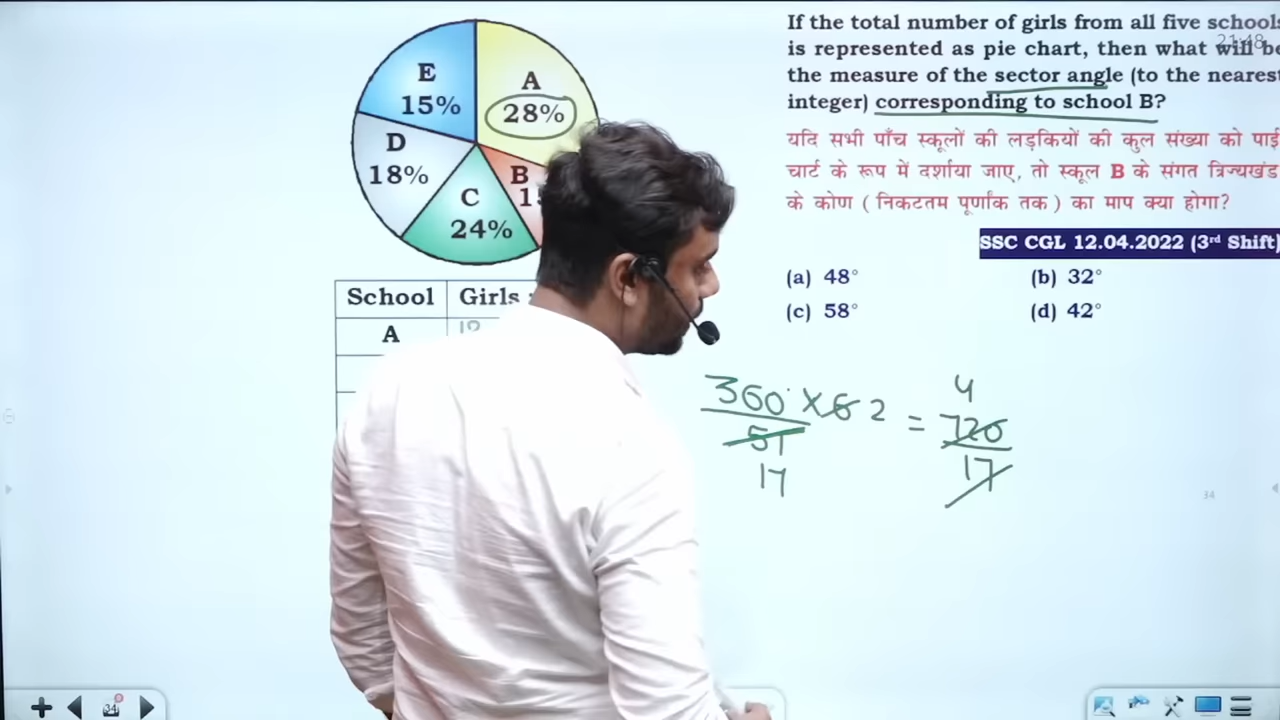 E
15%
A
28%
D
18%
B
C
24%
If the total number of girls from all five schools
is represented as pie chart, then what will be
the measure of the sector angle (to the nearest
integer) corresponding to school B?
21:48
यदि सभी पाँच स्कूलों की लड़कियों की कुल संख्या को पाई
चार्ट के रूप में दर्शाया जाए, तो स्कूल B के संगत त्रिज्यखंड
के कोण ( निकटतम पूर्णांक तक ) का माप क्या होगा?
SSC CGL 12.04.2022 (3rd Shift)
(a) 48°
(b) 32°
(c) 58°
(d) 42°
School
Girls :
A
4
360 × 6 2 = 720
51 17
17
34
34